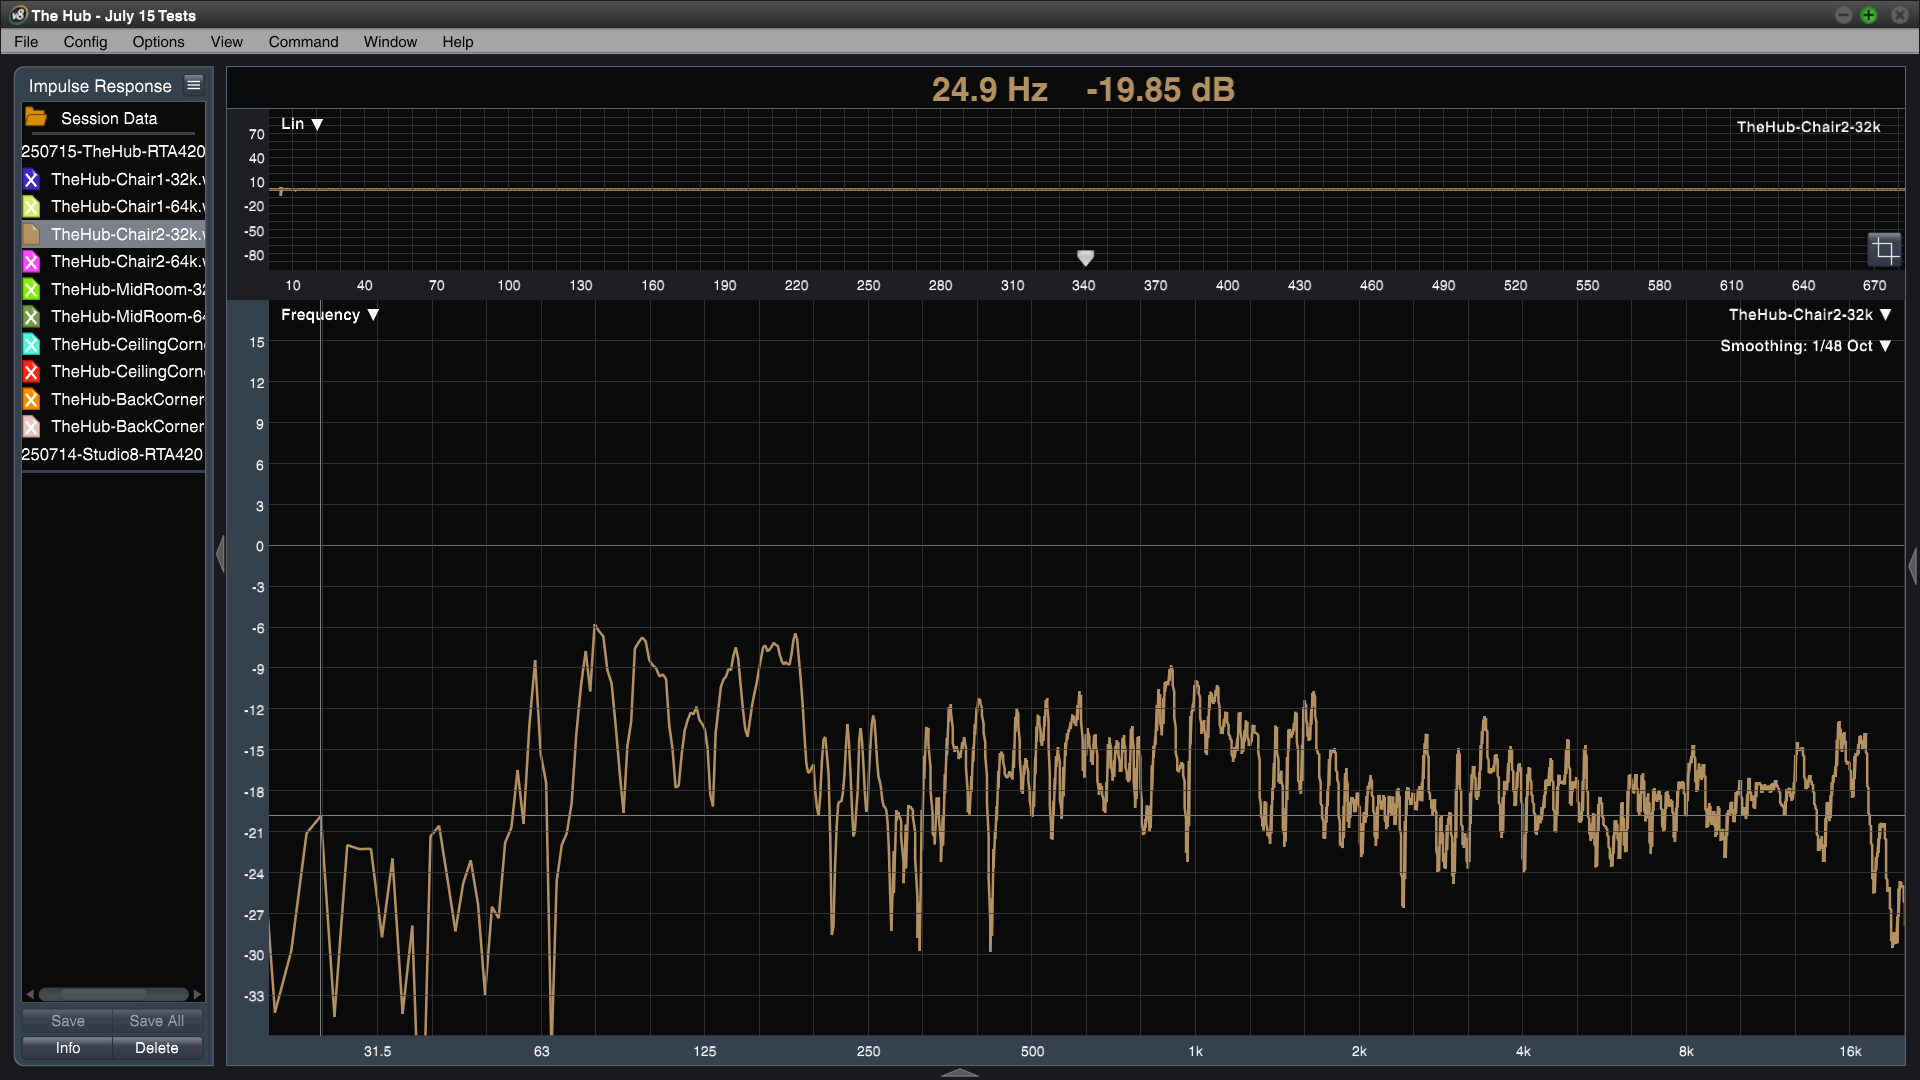 The Hub - July 15 Tests
File Config Options View Command Window Help
Impulse Response
Session Data
250715-TheHub-RTA420
TheHub-Chair1-32k.w
TheHub-Chair1-64k.w
TheHub-Chair2-32k.w
TheHub-Chair2-64k.w
TheHub-MidRoom-32
TheHub-MidRoom-64
TheHub-CeilingCorne
TheHub-CeilingCorne
TheHub-BackCorner
TheHub-BackCorner
250714-Studio8-RTA420
Save Save All
Info Delete
24.9 Hz -19.85 dB
Lin
TheHub-Chair2-32k
70
40
10
-20
-50
-80
10 40 70 100 130 160 190 220 250 280 310 340 370 400 430 460 490 520 550 580 610 640 670
Frequency
TheHub-Chair2-32k
Smoothing: 1/48 Oct
15
12
9
6
3
0
-3
-6
-9
-12
-15
-18
-21
-24
-27
-30
-33
31.5 63 125 250 500 1k 2k 4k 8k 16k